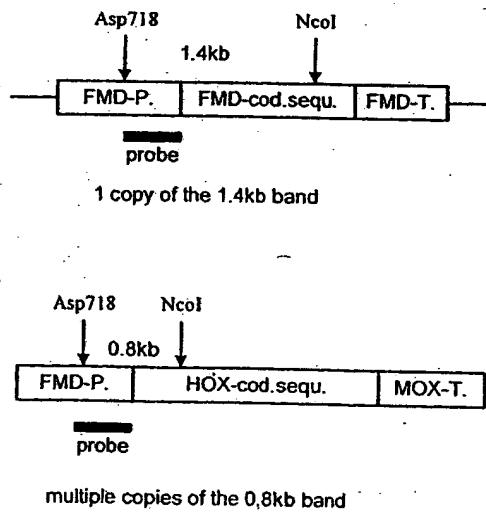 Asp718 NcoI
1.4kb
FMD-P. FMD-cod.sequ. FMD-T.
probe
1 copy of the 1.4kb band
Asp718 NcoI
0.8kb
FMD-P. HOX-cod.sequ. MOX-T.
probe
multiple copies of the 0,8kb band